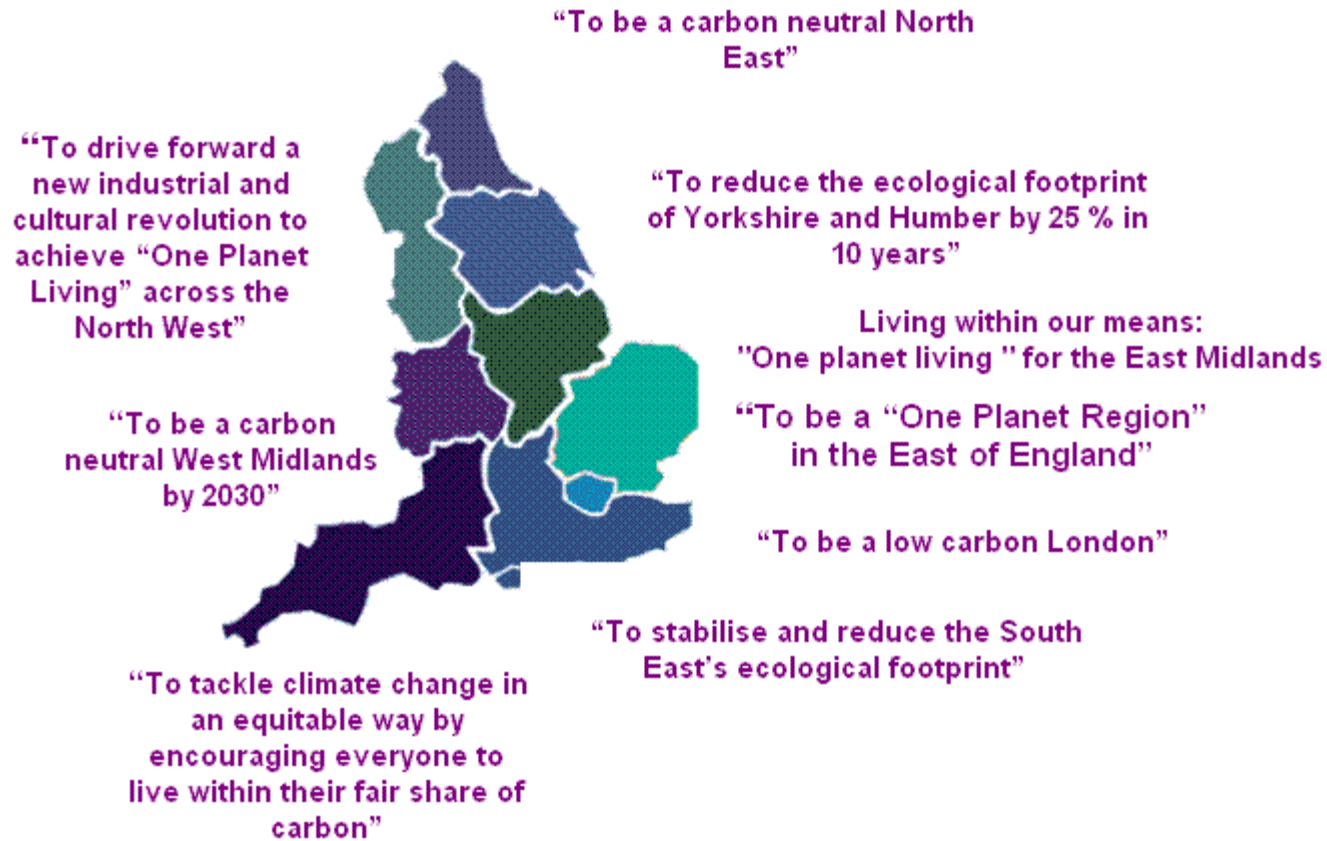 “To be a carbon neutral North
East”
“To drive forward a
new industrial and
cultural revolution to
achieve “One Planet
Living” across the
North West”
“To reduce the ecological footprint
of Yorkshire and Humber by 25 % in
10 years”
Living within our means:
”One planet living ” for the East Midlands
“To be a “One Planet Region”
in the East of England”
“To be a carbon
neutral West Midlands
by 2030”
“To be a low carbon London”
“To stabilise and reduce the South
East’s ecological footprint”
“To tackle climate change in
an equitable way by
encouraging everyone to
live within their fair share of
carbon”